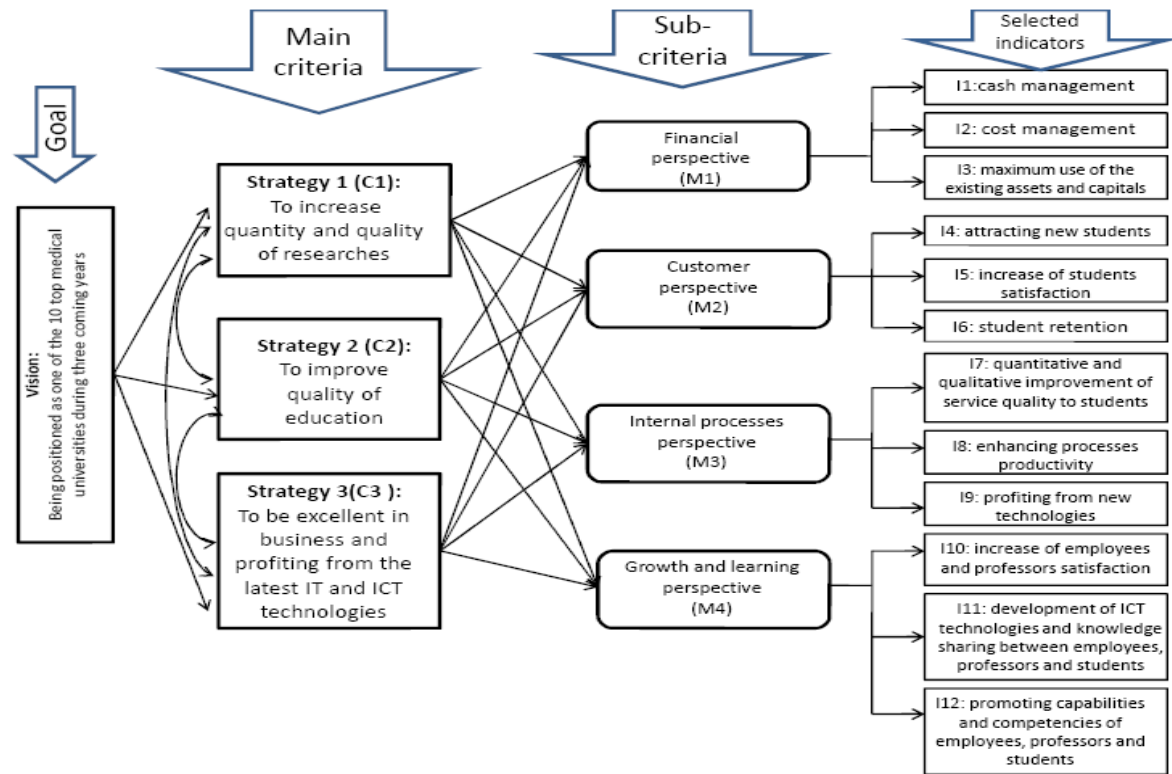 Goal
Main
criteria
Sub-
criteria
Selected
indicators
Vision:
Being positioned as one of the 10 top medical
universities during three coming years
Strategy 1 (C1):
To increase
quantity and quality
of researches
Strategy 2 (C2):
To improve
quality of
education
Strategy 3(C3 ):
To be excellent in
business and
profiting from the
latest IT and ICT
technologies
Financial
perspective
(M1)
Customer
perspective
(M2)
Internal processes
perspective
(M3)
Growth and learning
perspective
(M4)
I1:cash management
I2: cost management
I3: maximum use of the
existing assets and capitals
I4: attracting new students
I5: increase of students
satisfaction
I6: student retention
I7: quantitative and
qualitative improvement of
service quality to students
I8: enhancing processes
productivity
I9: profiting from new
technologies
I10: increase of employees
and professors satisfaction
I11: development of ICT
technologies and knowledge
sharing between employees,
professors and students
I12: promoting capabilities
and competencies of
employees, professors and
students